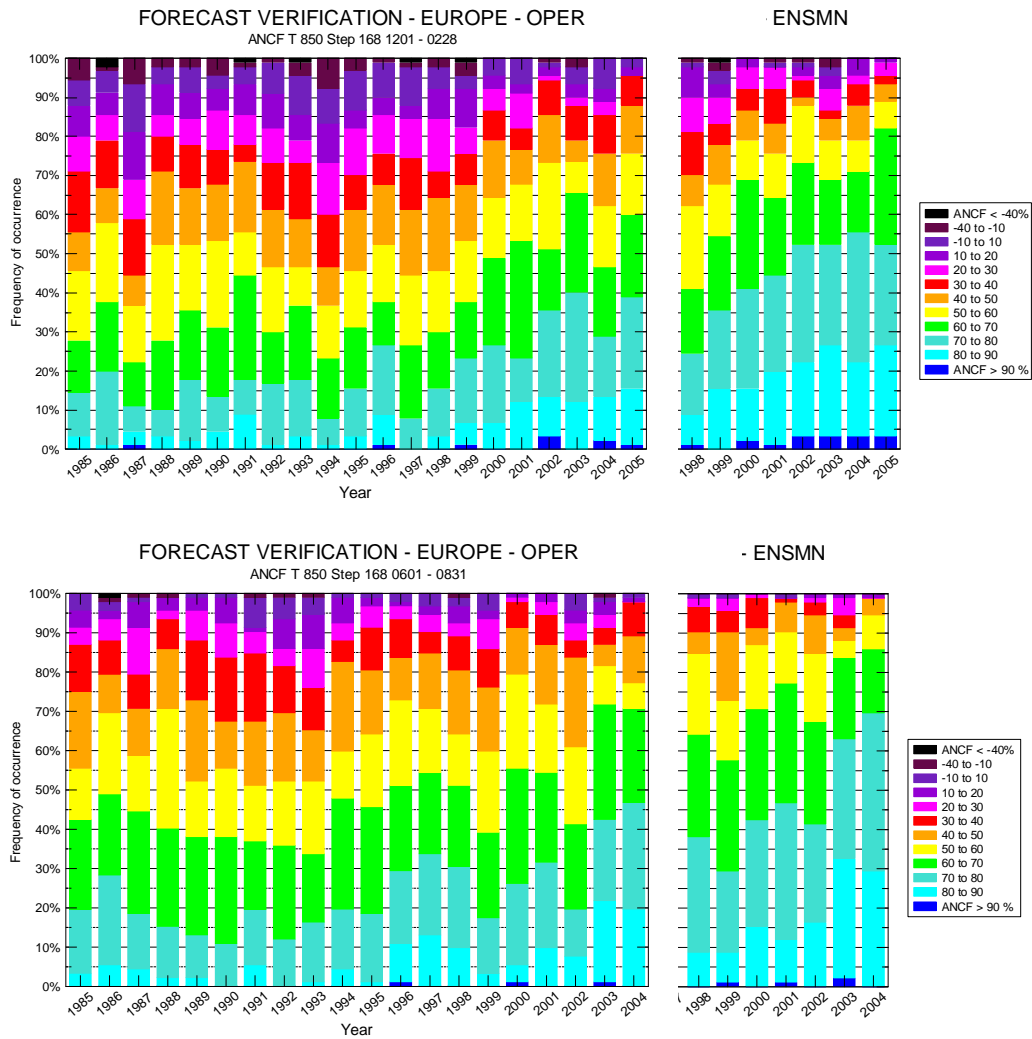 FORECAST VERIFICATION - EUROPE - OPER
- ENSMN
ANCF T 850 Step 168 1201 - 0228
100%
90%
80%
70%
60%
50%
40%
30%
20%
10%
0%
Frequency of occurrence
1985 1986 1987 1988 1989 1990 1991 1992 1993 1994 1995 1996 1997 1998 1999 2000 2001 2002 2003 2004 2005
1998 1999 2000 2001 2002 2003 2004 2005
Year
ANCF < -40%
-40 to -10
-10 to 10
10 to 20
20 to 30
30 to 40
40 to 50
50 to 60
60 to 70
70 to 80
80 to 90
ANCF > 90 %
FORECAST VERIFICATION - EUROPE - OPER
- ENSMN
ANCF T 850 Step 168 0601 - 0831
100%
90%
80%
70%
60%
50%
40%
30%
20%
10%
0%
Frequency of occurrence
1985 1986 1987 1988 1989 1990 1991 1992 1993 1994 1995 1996 1997 1998 1999 2000 2001 2002 2003 2004
1998 1999 2000 2001 2002 2003 2004
Year
ANCF < -40%
-40 to -10
-10 to 10
10 to 20
20 to 30
30 to 40
40 to 50
50 to 60
60 to 70
70 to 80
80 to 90
ANCF > 90 %